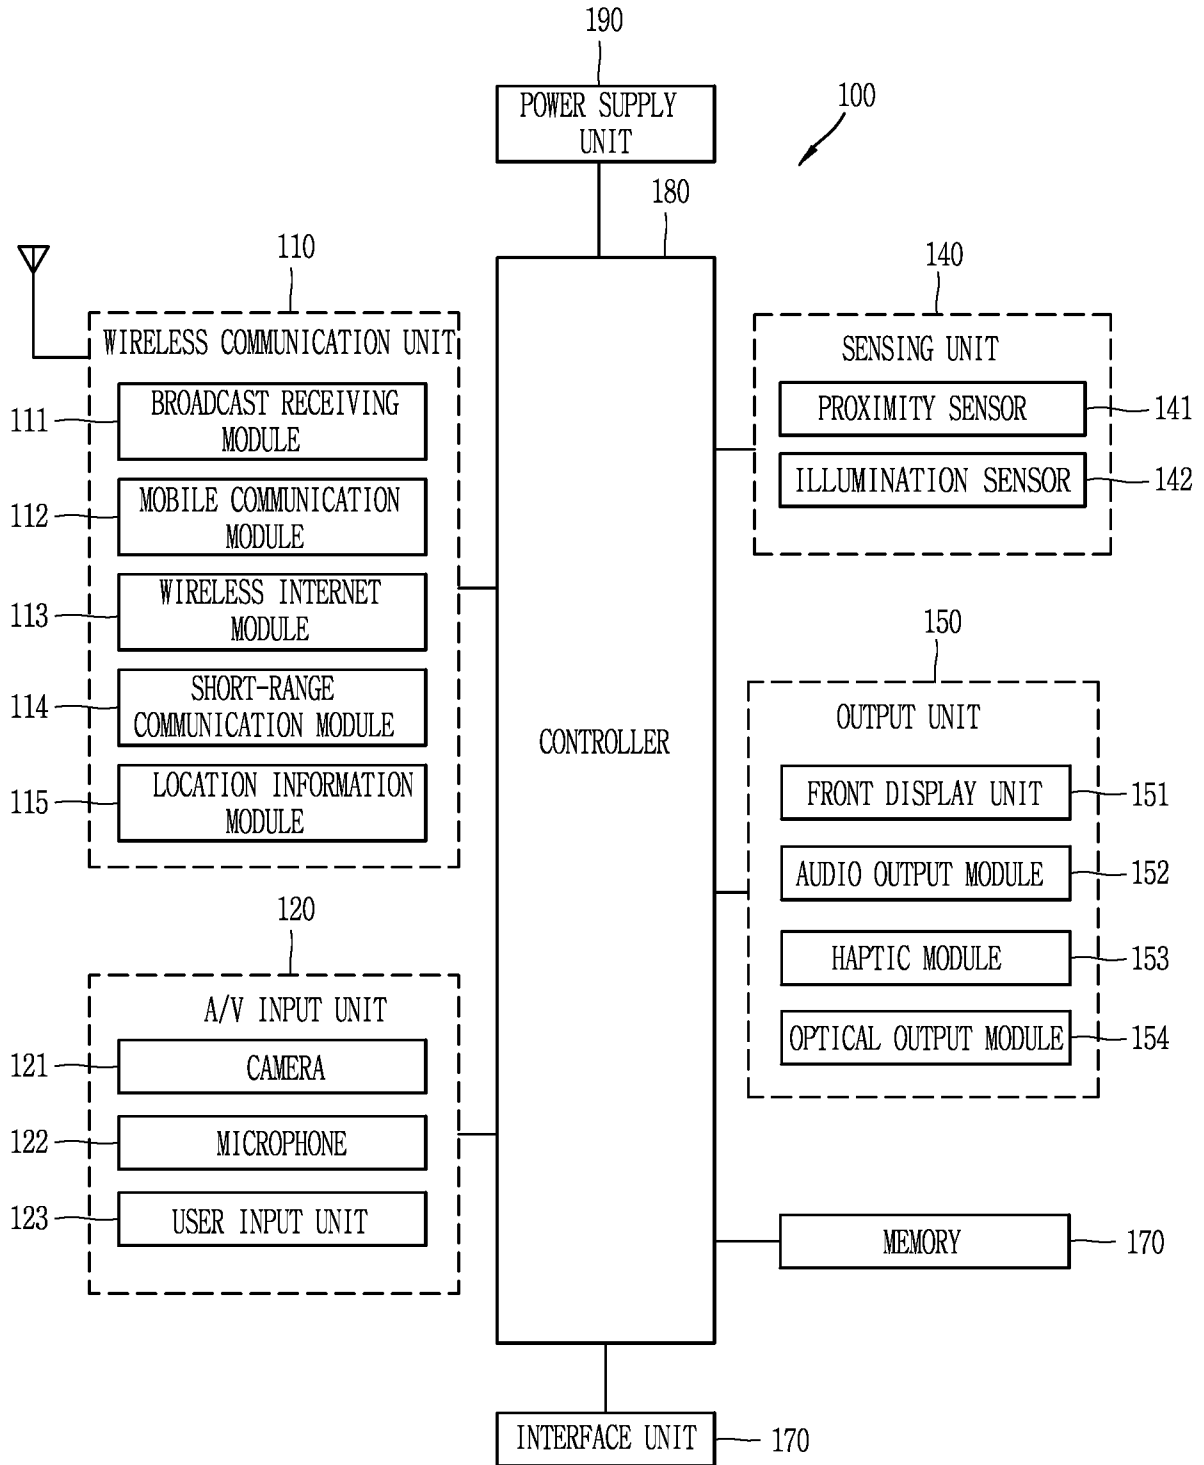 190
POWER SUPPLY
UNIT
100
180
110
WIRELESS COMMUNICATION UNIT
111
BROADCAST RECEIVING
MODULE
112
MOBILE COMMUNICATION
MODULE
113
WIRELESS INTERNET
MODULE
114
SHORT-RANGE
COMMUNICATION MODULE
115
LOCATION INFORMATION
MODULE
120
A/V INPUT UNIT
121
CAMERA
122
MICROPHONE
123
USER INPUT UNIT
CONTROLLER
140
SENSING UNIT
PROXIMITY SENSOR
141
ILLUMINATION SENSOR
142
150
OUTPUT UNIT
FRONT DISPLAY UNIT
151
AUDIO OUTPUT MODULE
152
HAPTIC MODULE
153
OPTICAL OUTPUT MODULE
154
MEMORY
170
INTERFACE UNIT
170